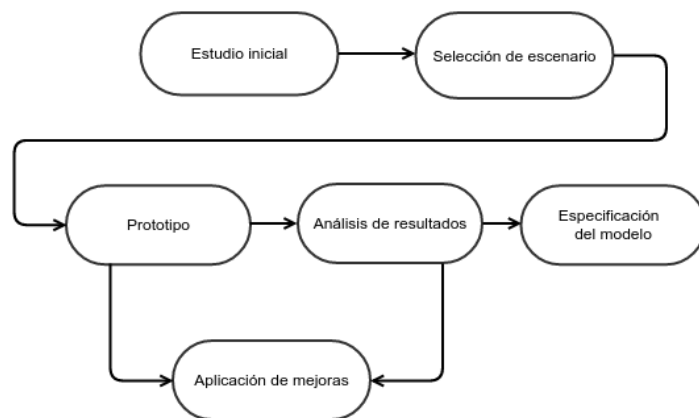 Estudio inicial
Selección de escenario
Prototipo
Análisis de resultados
Especificación
del modelo
Aplicación de mejoras